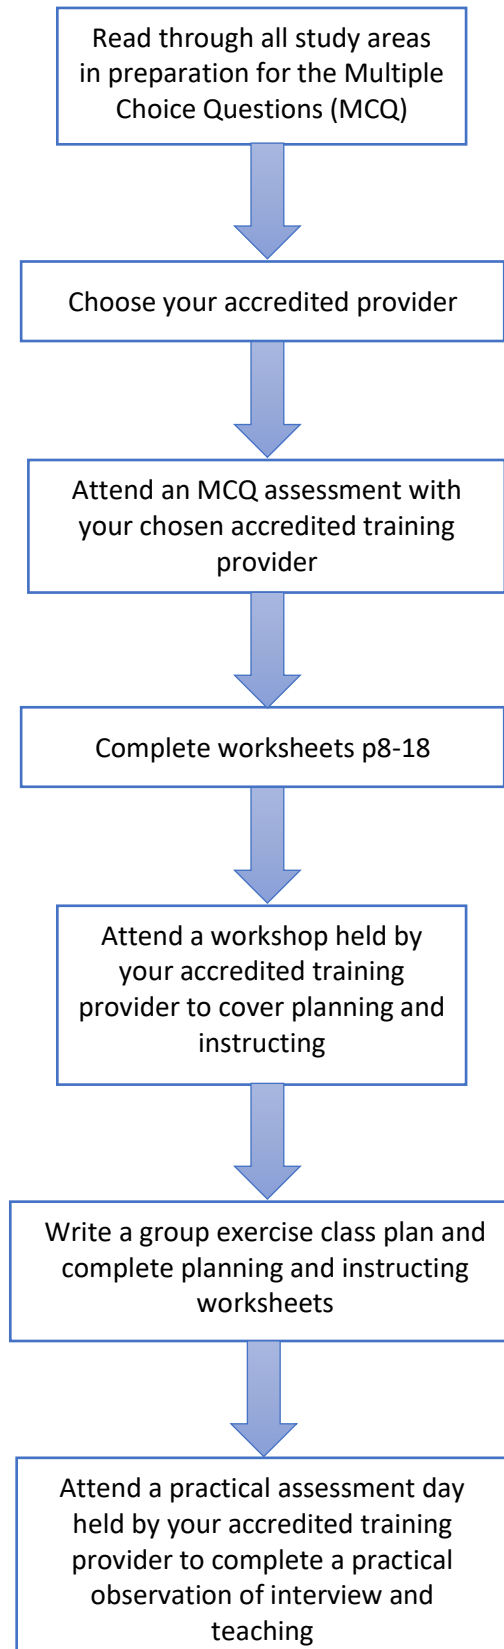 Read through all study areas
in preparation for the Multiple
Choice Questions (MCQ)
Choose your accredited provider
Attend an MCQ assessment with
your chosen accredited training
provider
Complete worksheets p8-18
Attend a workshop held by
your accredited training
provider to cover planning and
instructing
Write a group exercise class plan and
complete planning and instructing
worksheets
Attend a practical assessment day
held by your accredited training
provider to complete a practical
observation of interview and
teaching